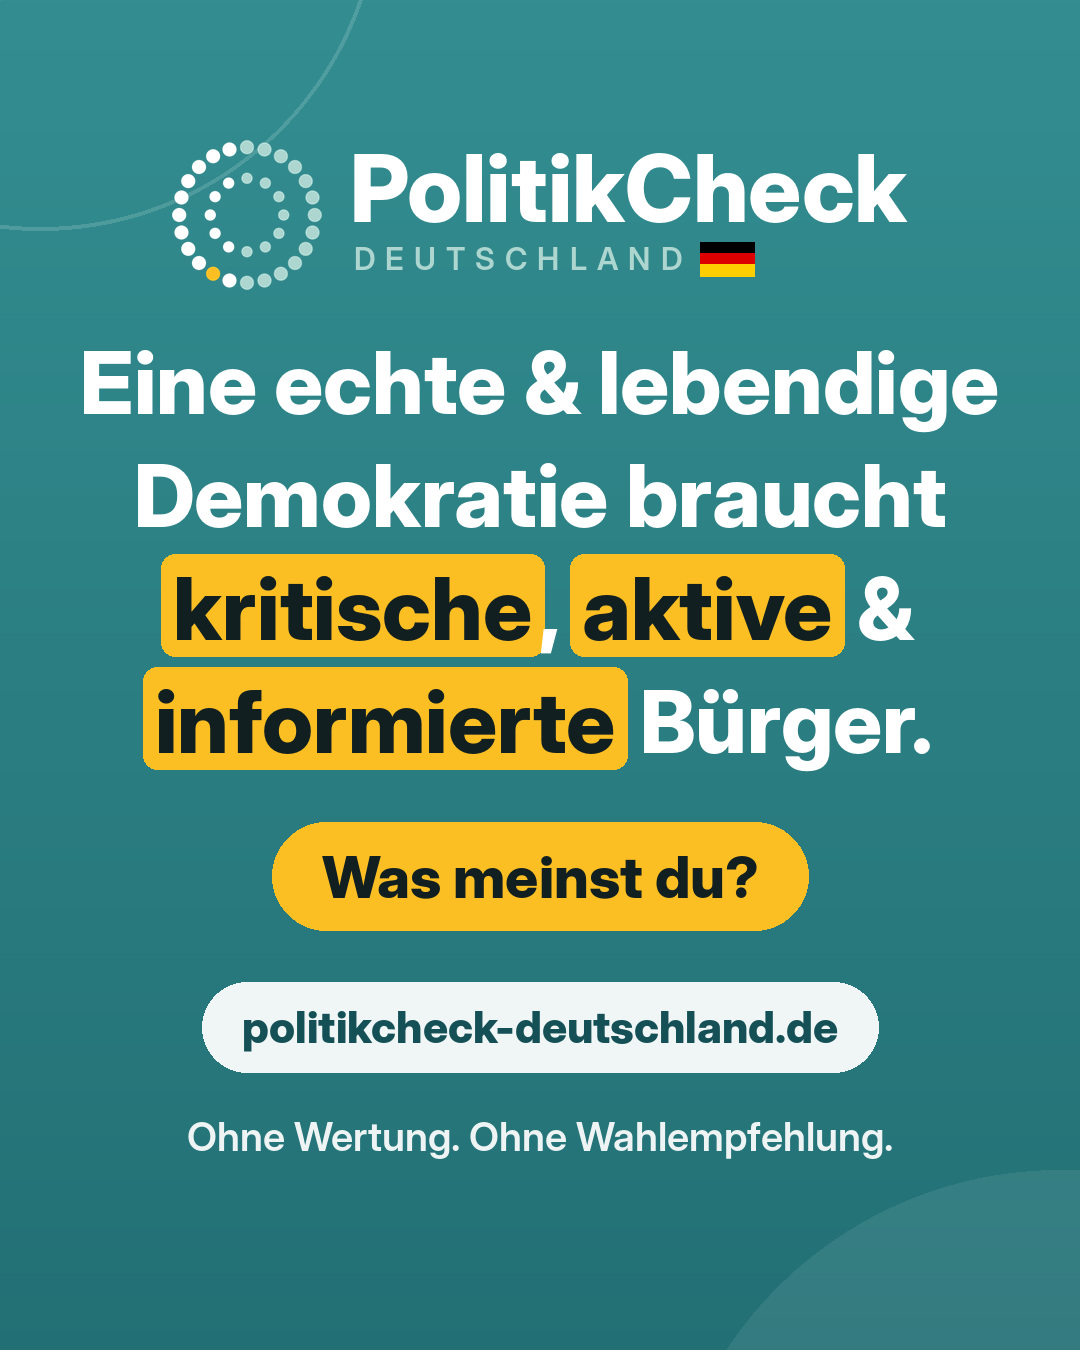 PolitikCheck
DEUTSCHLAND
Eine echte & lebendige
Demokratie braucht
kritische, aktive &
informierte Bürger.
Was meinst du?
politikcheck-deutschland.de
Ohne Wertung. Ohne Wahlempfehlung.